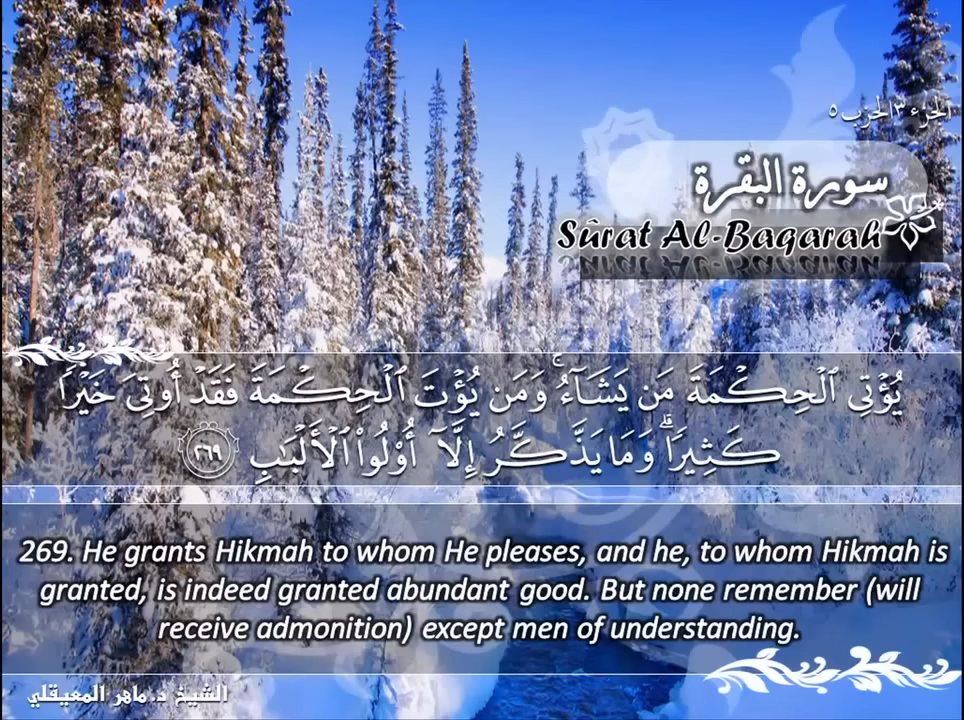 الجزء ٣ الحزب ٥
سورة البقرة
Sûrat Al-Baqarah
يُؤْتِى ٱلْحِكْمَةَ مَن يَشَآءُ ۚ وَمَن يُؤْتَ ٱلْحِكْمَةَ فَقَدْ أُوتِىَ خَيْرًا
كَثِيرًا ۗ وَمَا يَذَّكَّرُ إِلَّآ أُو۟لُوا۟ ٱلْأَلْبَـٰبِ ٢٦٩
269. He grants Hikmah to whom He pleases, and he, to whom Hikmah is
granted, is indeed granted abundant good. But none remember (will
receive admonition) except men of understanding.
الشيخ د. ماهر المعيقلي